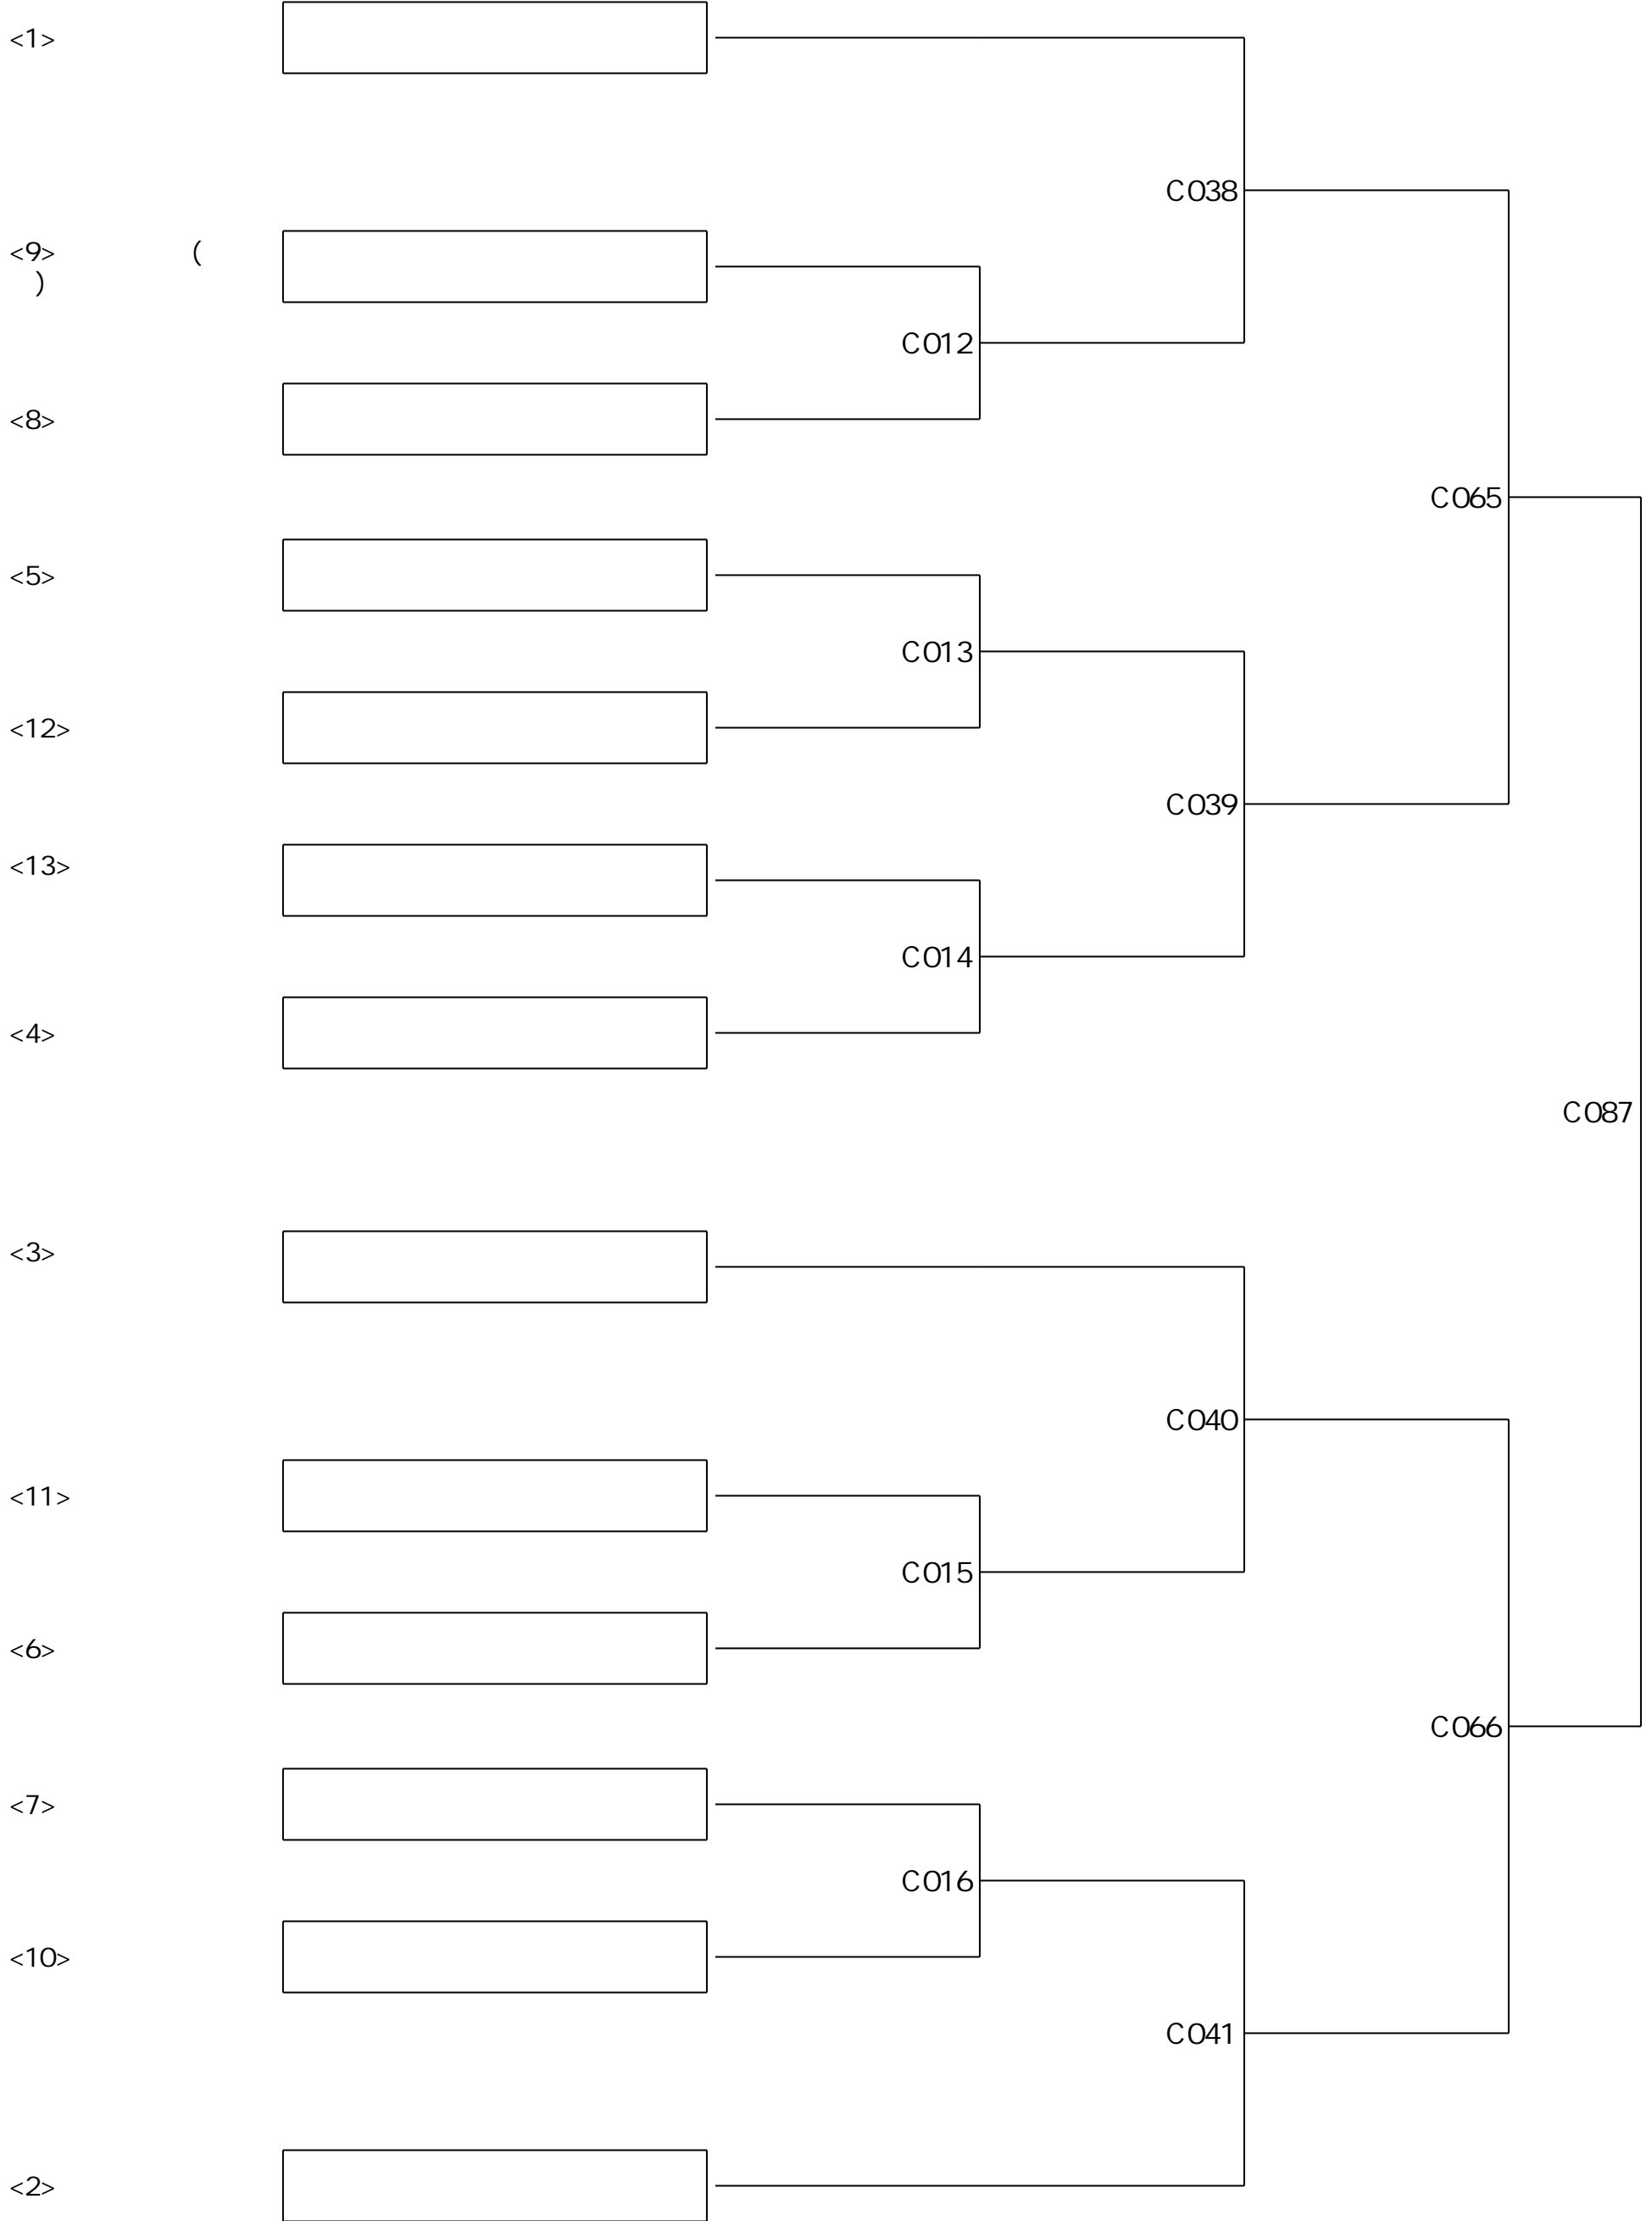 <1>
C038
<9> (
)
C012
<8>
C065
<5>
C013
<12>
C039
<13>
C014
<4>
C087
<3>
C040
<11>
C015
<6>
C066
<7>
C016
<10>
C041
<2>